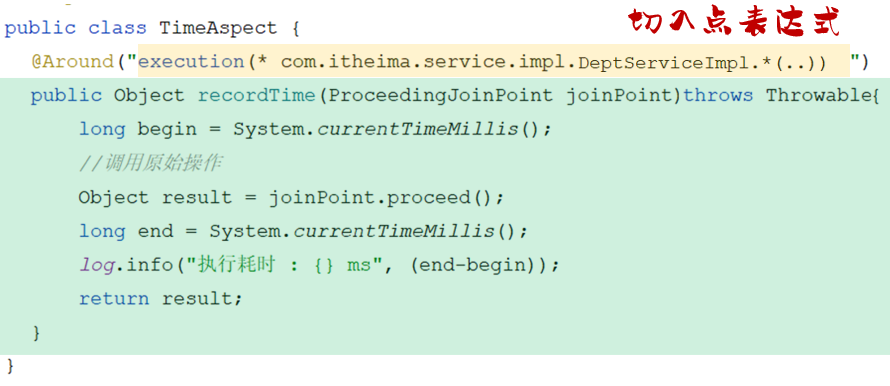 切入点表达式
public class TimeAspect {
@Around("execution(* com.itheima.service.impl.DeptServiceImpl.*(..)) ")
public Object recordTime(ProceedingJoinPoint joinPoint)throws Throwable{
long begin = System.currentTimeMillis();
//调用原始操作
Object result = joinPoint.proceed();
long end = System.currentTimeMillis();
log.info("执行耗时 : {} ms", (end-begin));
return result;
}
}